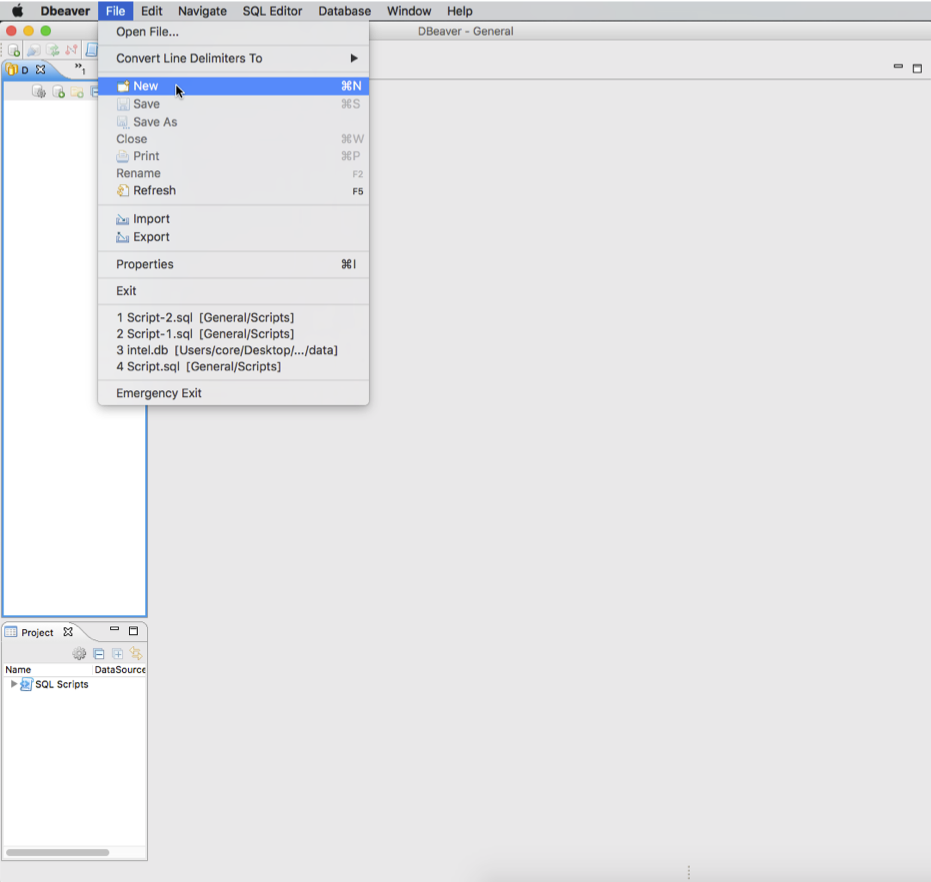 Dbeaver File Edit Navigate SQL Editor Database Window Help
DBeaver - General
Open File...
D »1
Convert Line Delimiters To
New ⌘N
Save ⌘S
Save As
Close ⌘W
Print ⌘P
Rename F2
Refresh F5
Import
Export
Properties ⌘I
Exit
1 Script-2.sql [General/Scripts]
2 Script-1.sql [General/Scripts]
3 intel.db [Users/core/Desktop/.../data]
4 Script.sql [General/Scripts]
Emergency Exit
Project
Name DataSource
SQL Scripts